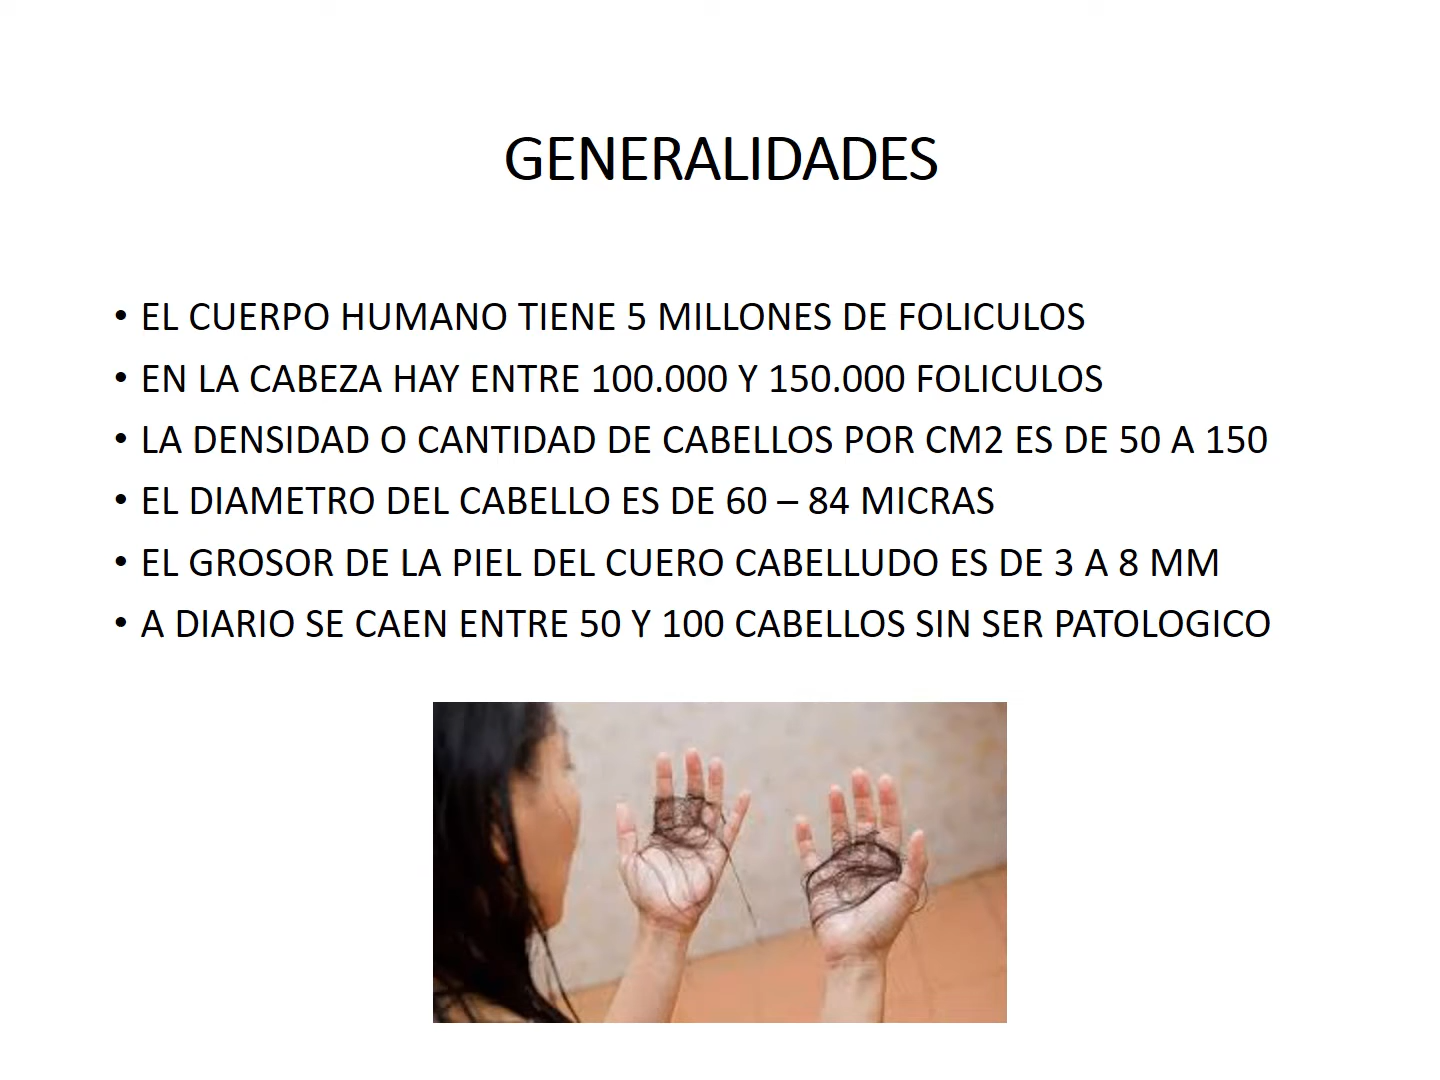 GENERALIDADES
• EL CUERPO HUMANO TIENE 5 MILLONES DE FOLICULOS
• EN LA CABEZA HAY ENTRE 100.000 Y 150.000 FOLICULOS
• LA DENSIDAD O CANTIDAD DE CABELLOS POR CM2 ES DE 50 A 150
• EL DIAMETRO DEL CABELLO ES DE 60 – 84 MICRAS
• EL GROSOR DE LA PIEL DEL CUERO CABELLUDO ES DE 3 A 8 MM
• A DIARIO SE CAEN ENTRE 50 Y 100 CABELLOS SIN SER PATOLOGICO